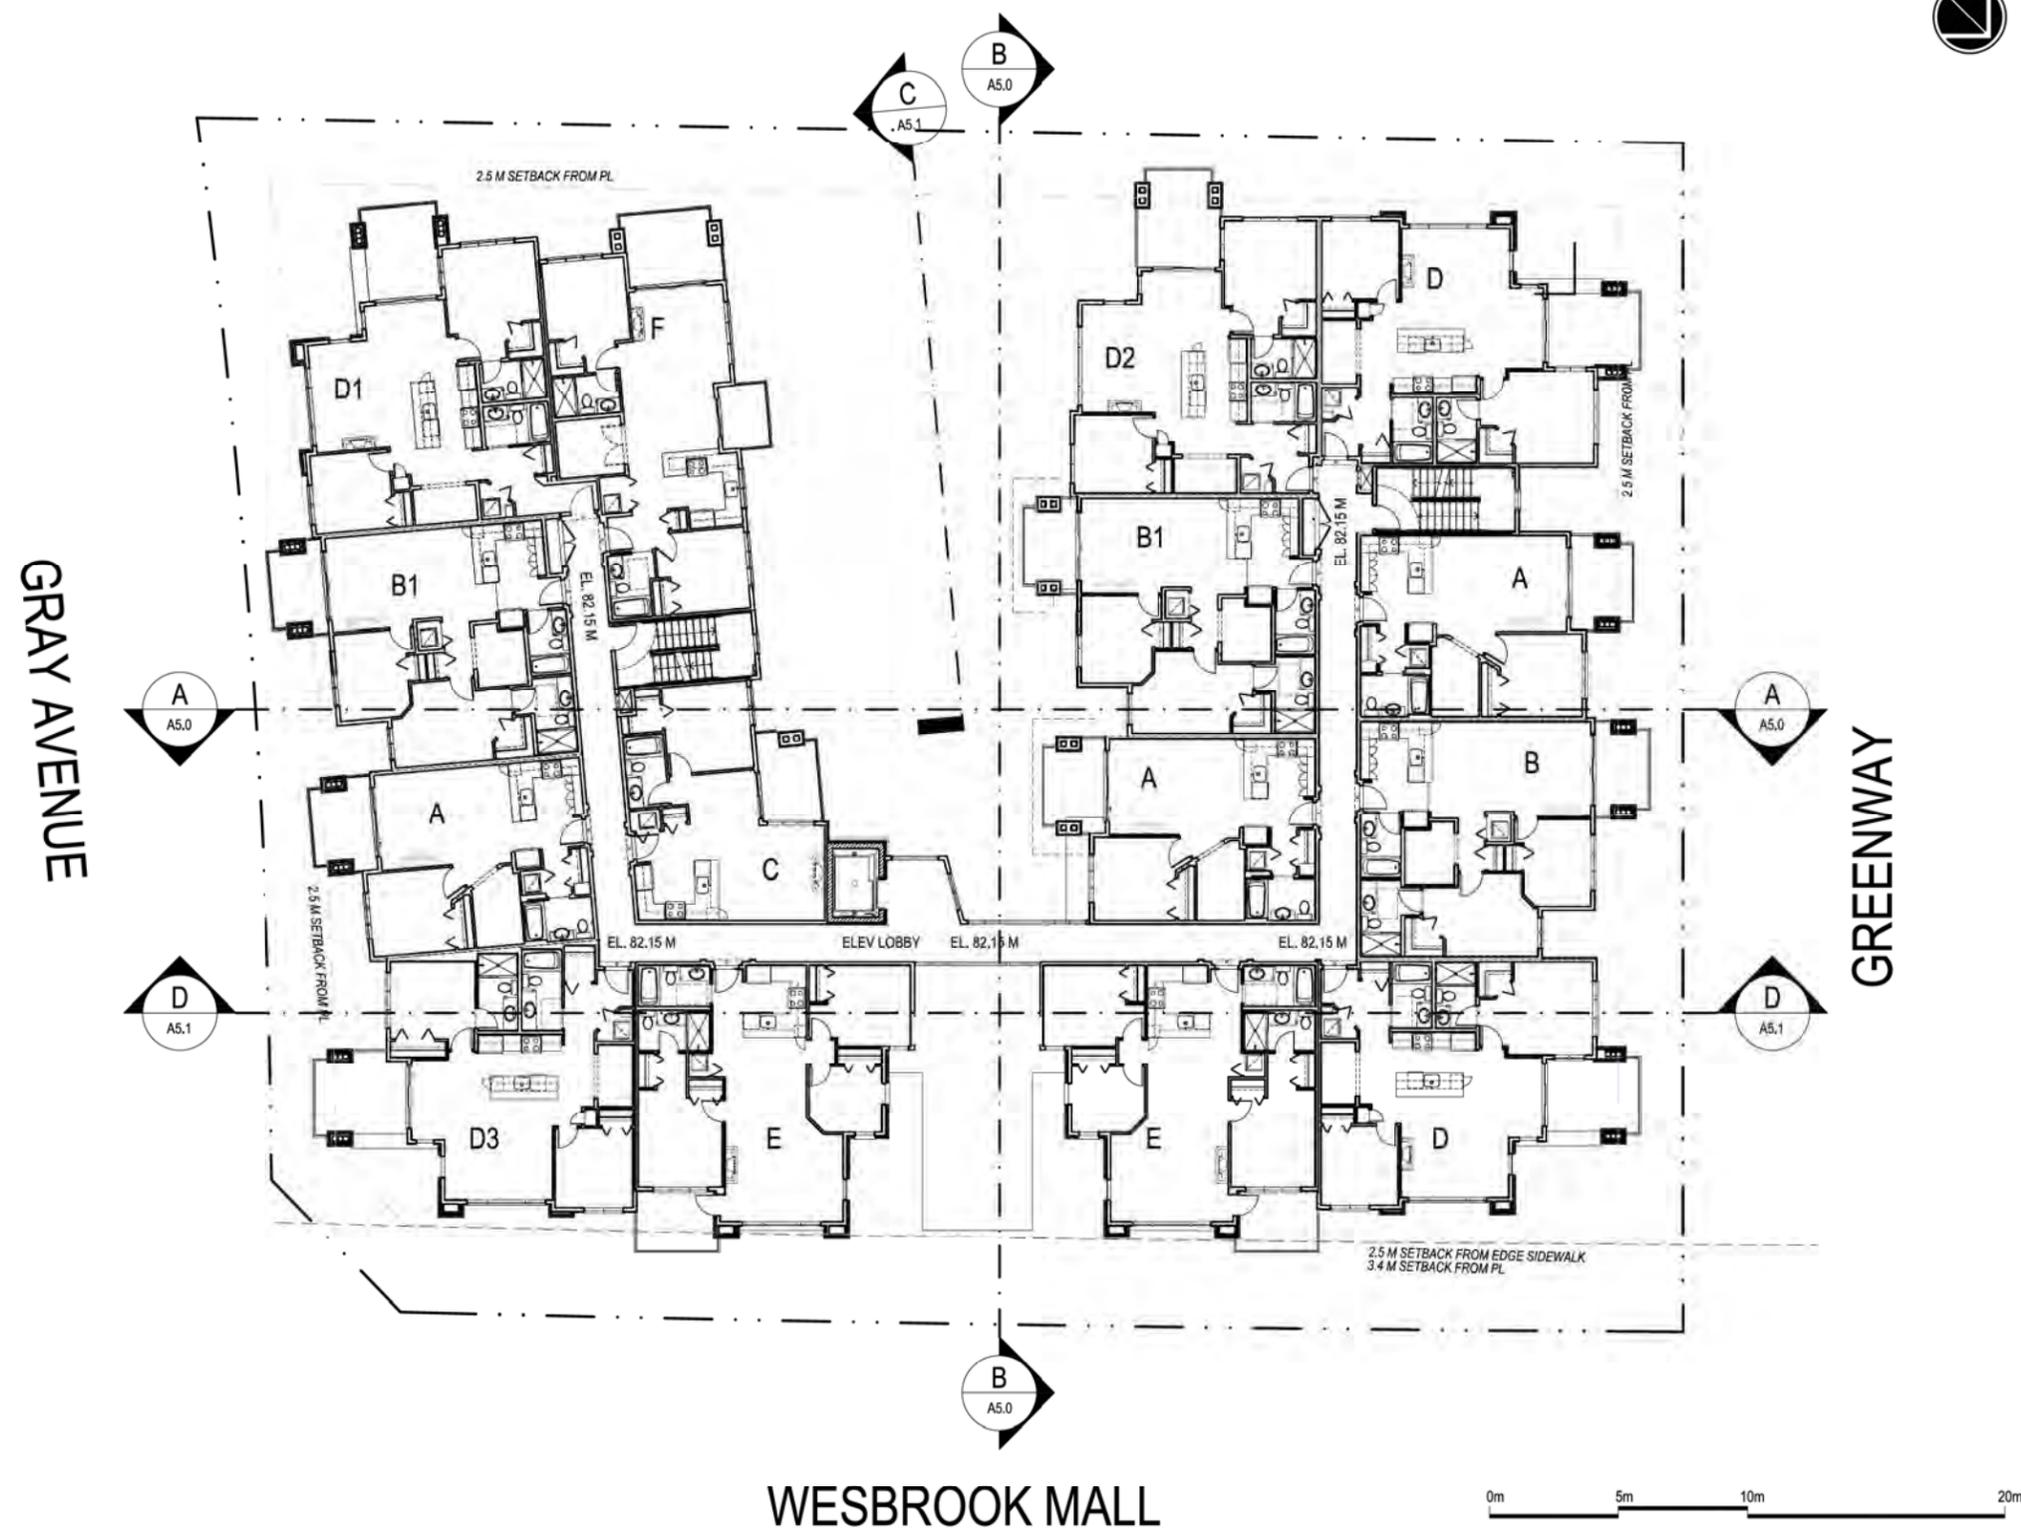 B
A5.0
C
A5.1
2.5 M SETBACK FROM PL
D
F
D2
D1
2.5 M SETBACK FROM
EL. 82.15 M
B1
A
B1
EL. 82.15 M
GRAY AVENUE
A
A5.0
A
A5.0
B
A
A
GREENWAY
C
2.5 M SETBACK FROM PL
EL. 82.15 M
ELEV LOBBY
EL. 82.15 M
EL. 82.15 M
D
A5.1
D
A5.1
D3
E
E
D
2.5 M SETBACK FROM EDGE SIDEWALK
3.4 M SETBACK FROM PL
B
A5.0
WESBROOK MALL
0m 5m 10m 20m